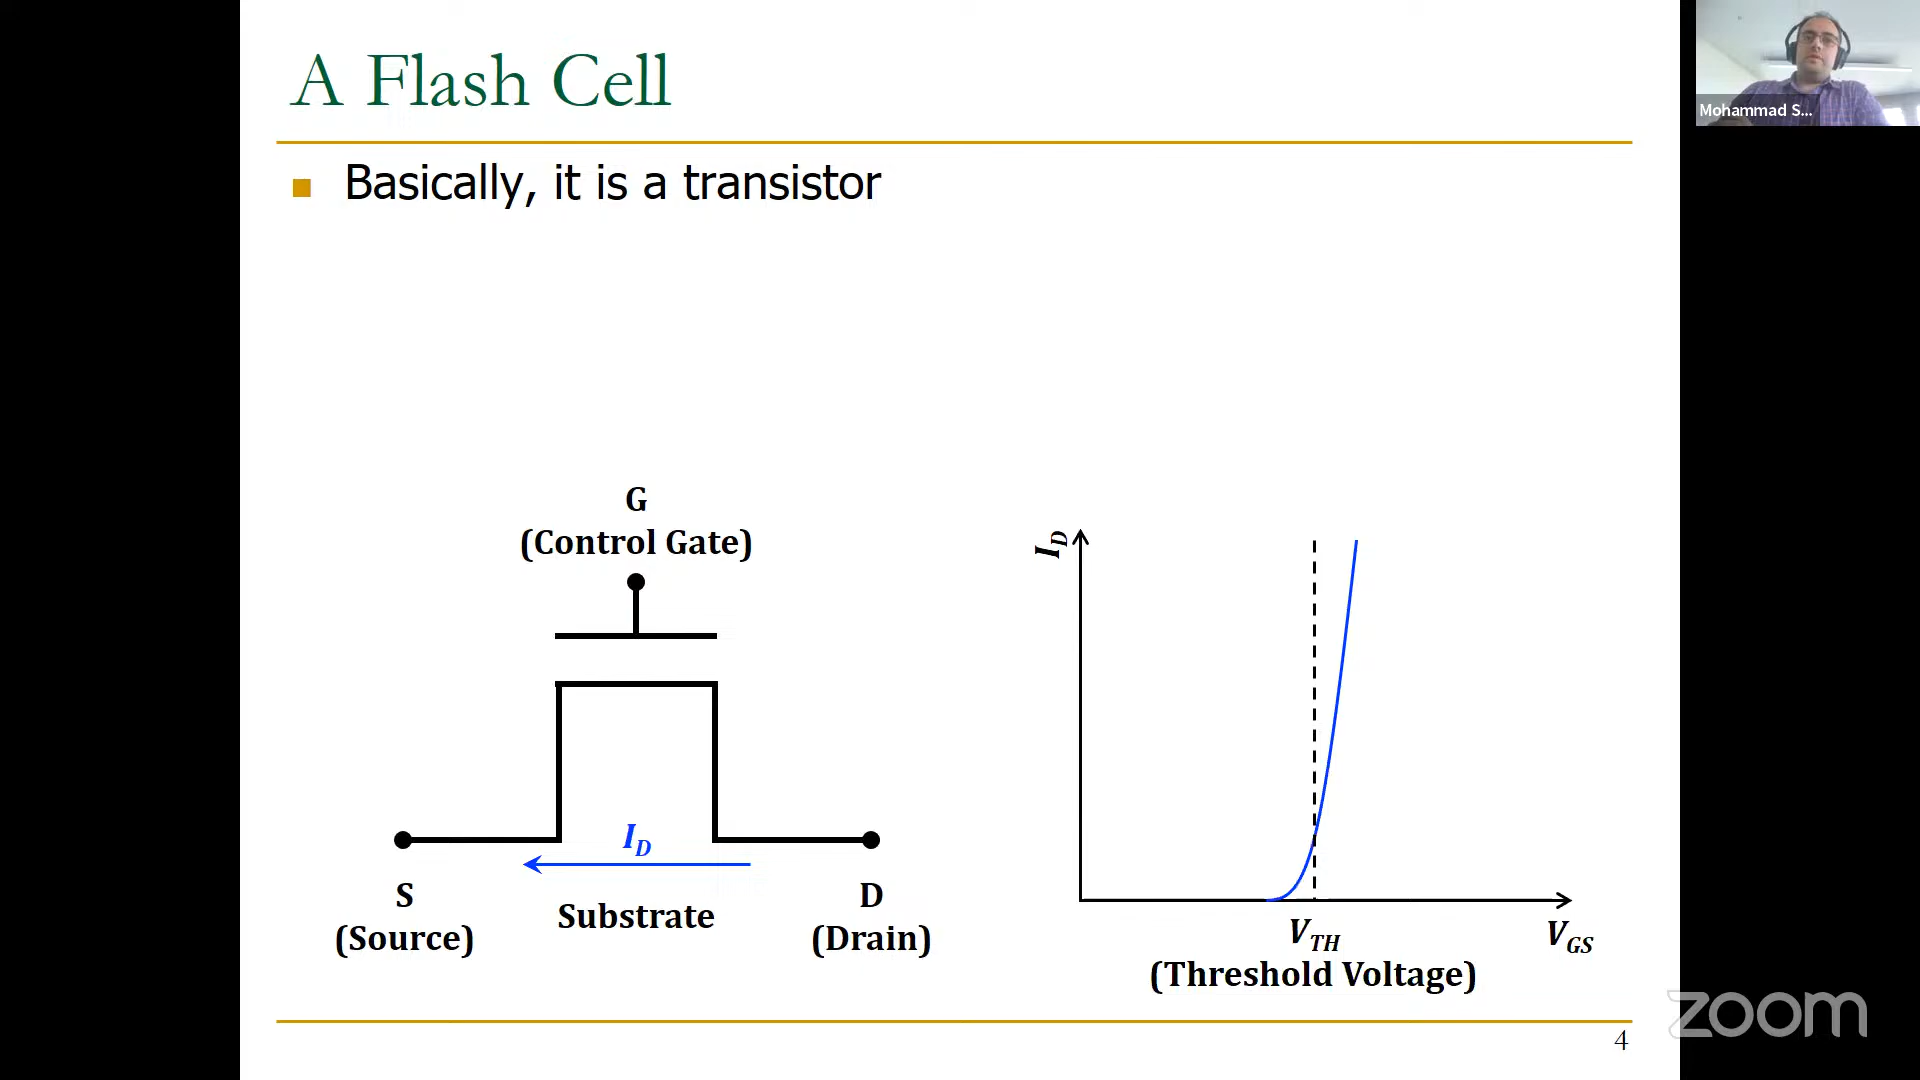 A Flash Cell
Mohammad S...
Basically, it is a transistor
G
(Control Gate)
I_D
S
(Source)
Substrate
D
(Drain)
I_D
V_TH
(Threshold Voltage)
V_GS
4
zoom